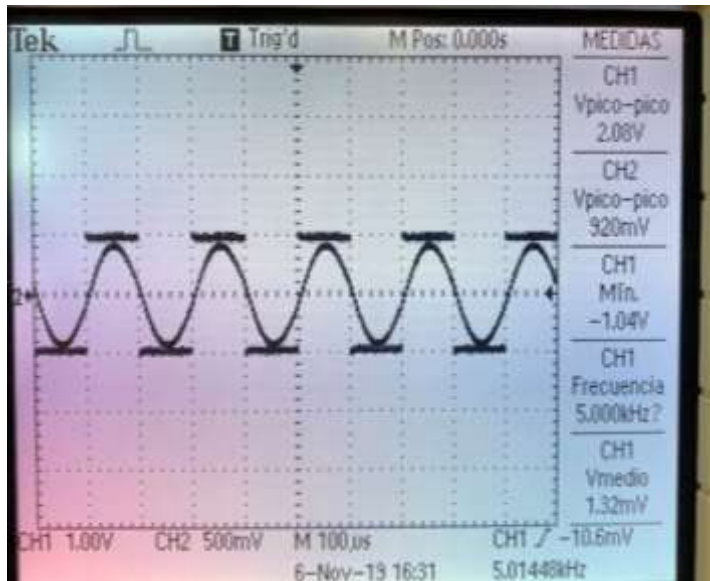 Tek T Trig'd M Pos: 0.000s MEDIDAS
CH1
Vpico-pico
2.08V
CH2
Vpico-pico
920mV
CH1
Mín.
-1.04V
CH1
Frecuencia
5.000kHz?
CH1
Vmedio
1.32mV
2
CH1 1.00V CH2 500mV M 100µs CH1 -10.6mV
6-Nov-19 16:31 5.01448kHz